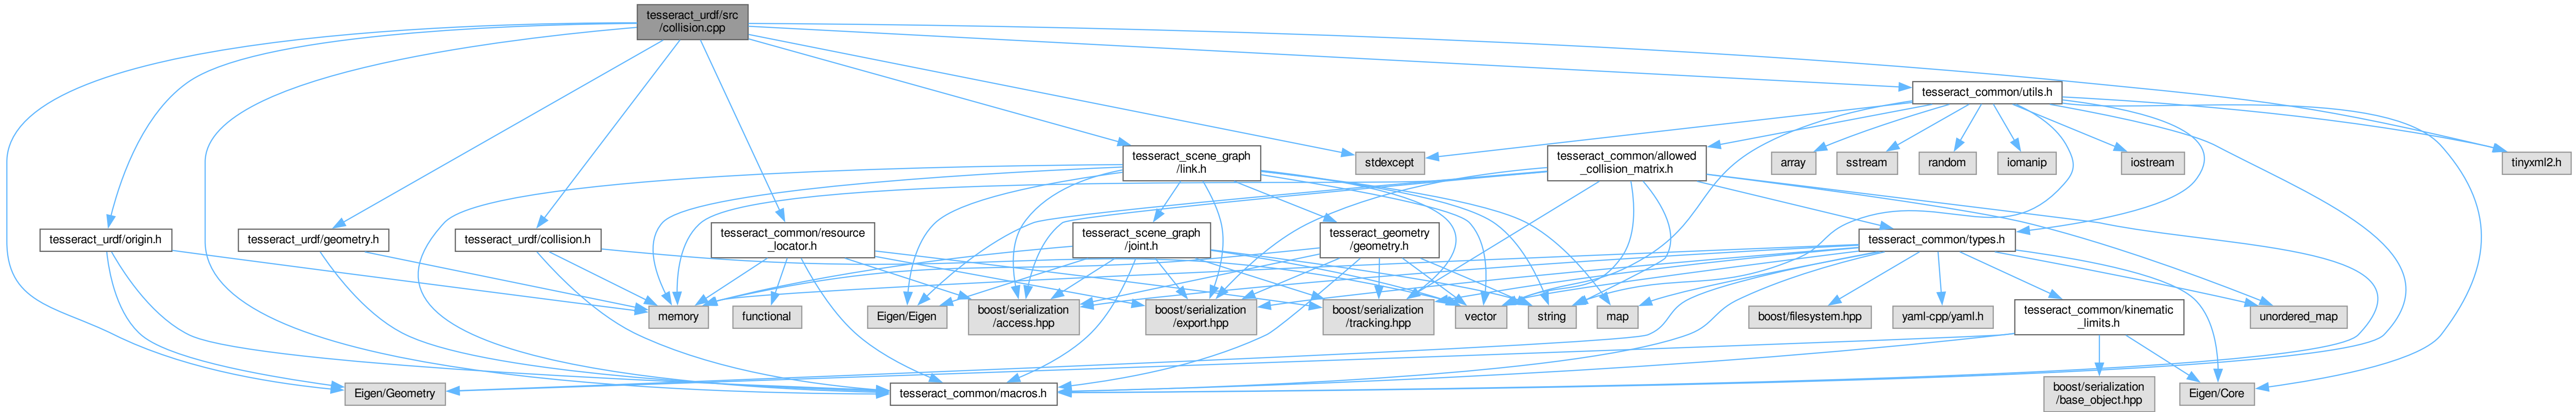 tesseract_urdf/src
/collision.cpp
tesseract_common/utils.h
tesseract_scene_graph
/link.h
stdexcept
tesseract_common/allowed
_collision_matrix.h
array
sstream
random
iomanip
iostream
tinyxml2.h
tesseract_urdf/origin.h
tesseract_urdf/geometry.h
tesseract_urdf/collision.h
tesseract_common/resource
_locator.h
tesseract_scene_graph
/joint.h
tesseract_geometry
/geometry.h
tesseract_common/types.h
memory
functional
Eigen/Eigen
boost/serialization
/access.hpp
boost/serialization
/export.hpp
boost/serialization
/tracking.hpp
vector
string
map
boost/filesystem.hpp
yaml-cpp/yaml.h
tesseract_common/kinematic
_limits.h
unordered_map
Eigen/Geometry
tesseract_common/macros.h
boost/serialization
/base_object.hpp
Eigen/Core